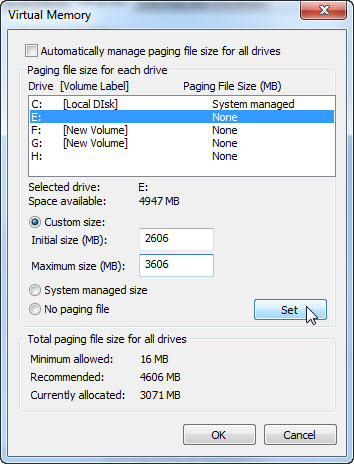 Virtual Memory
Automatically manage paging file size for all drives
Paging file size for each drive
Drive [Volume Label] Paging File Size (MB)
C: [Local DIsk] System managed
E: None
F: [New Volume] None
G: [New Volume] None
H: None
Selected drive: E:
Space available: 4947 MB
Custom size:
Initial size (MB): 2606
Maximum size (MB): 3606
System managed size
No paging file
Set
Total paging file size for all drives
Minimum allowed: 16 MB
Recommended: 4606 MB
Currently allocated: 3071 MB
OK Cancel